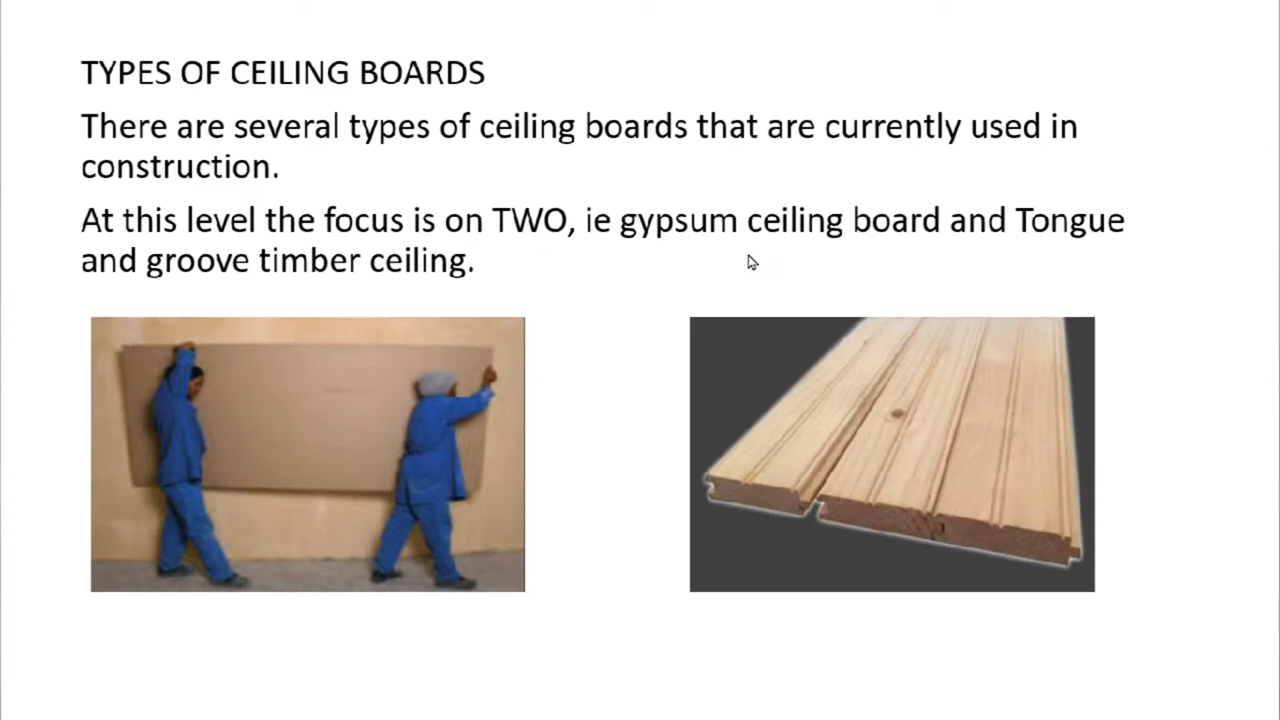 TYPES OF CEILING BOARDS
There are several types of ceiling boards that are currently used in
construction.
At this level the focus is on TWO, ie gypsum ceiling board and Tongue
and groove timber ceiling.